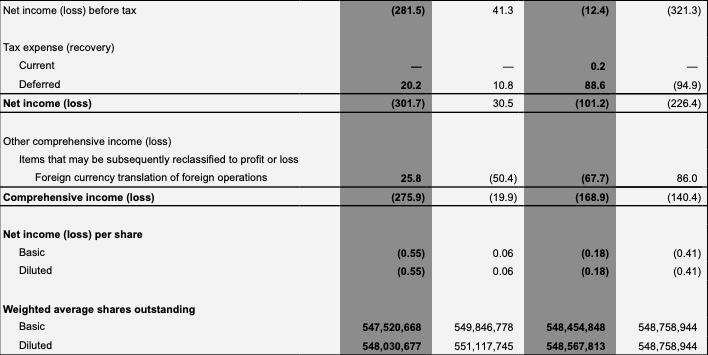 Net income (loss) before tax (281.5) 41.3 (12.4) (321.3)
Tax expense (recovery)
Current — — 0.2 —
Deferred 20.2 10.8 88.6 (94.9)
Net income (loss) (301.7) 30.5 (101.2) (226.4)
Other comprehensive income (loss)
Items that may be subsequently reclassified to profit or loss
Foreign currency translation of foreign operations 25.8 (50.4) (67.7) 86.0
Comprehensive income (loss) (275.9) (19.9) (168.9) (140.4)
Net income (loss) per share
Basic (0.55) 0.06 (0.18) (0.41)
Diluted (0.55) 0.06 (0.18) (0.41)
Weighted average shares outstanding
Basic 547,520,668 549,846,778 548,454,848 548,758,944
Diluted 548,030,677 551,117,745 548,567,813 548,758,944